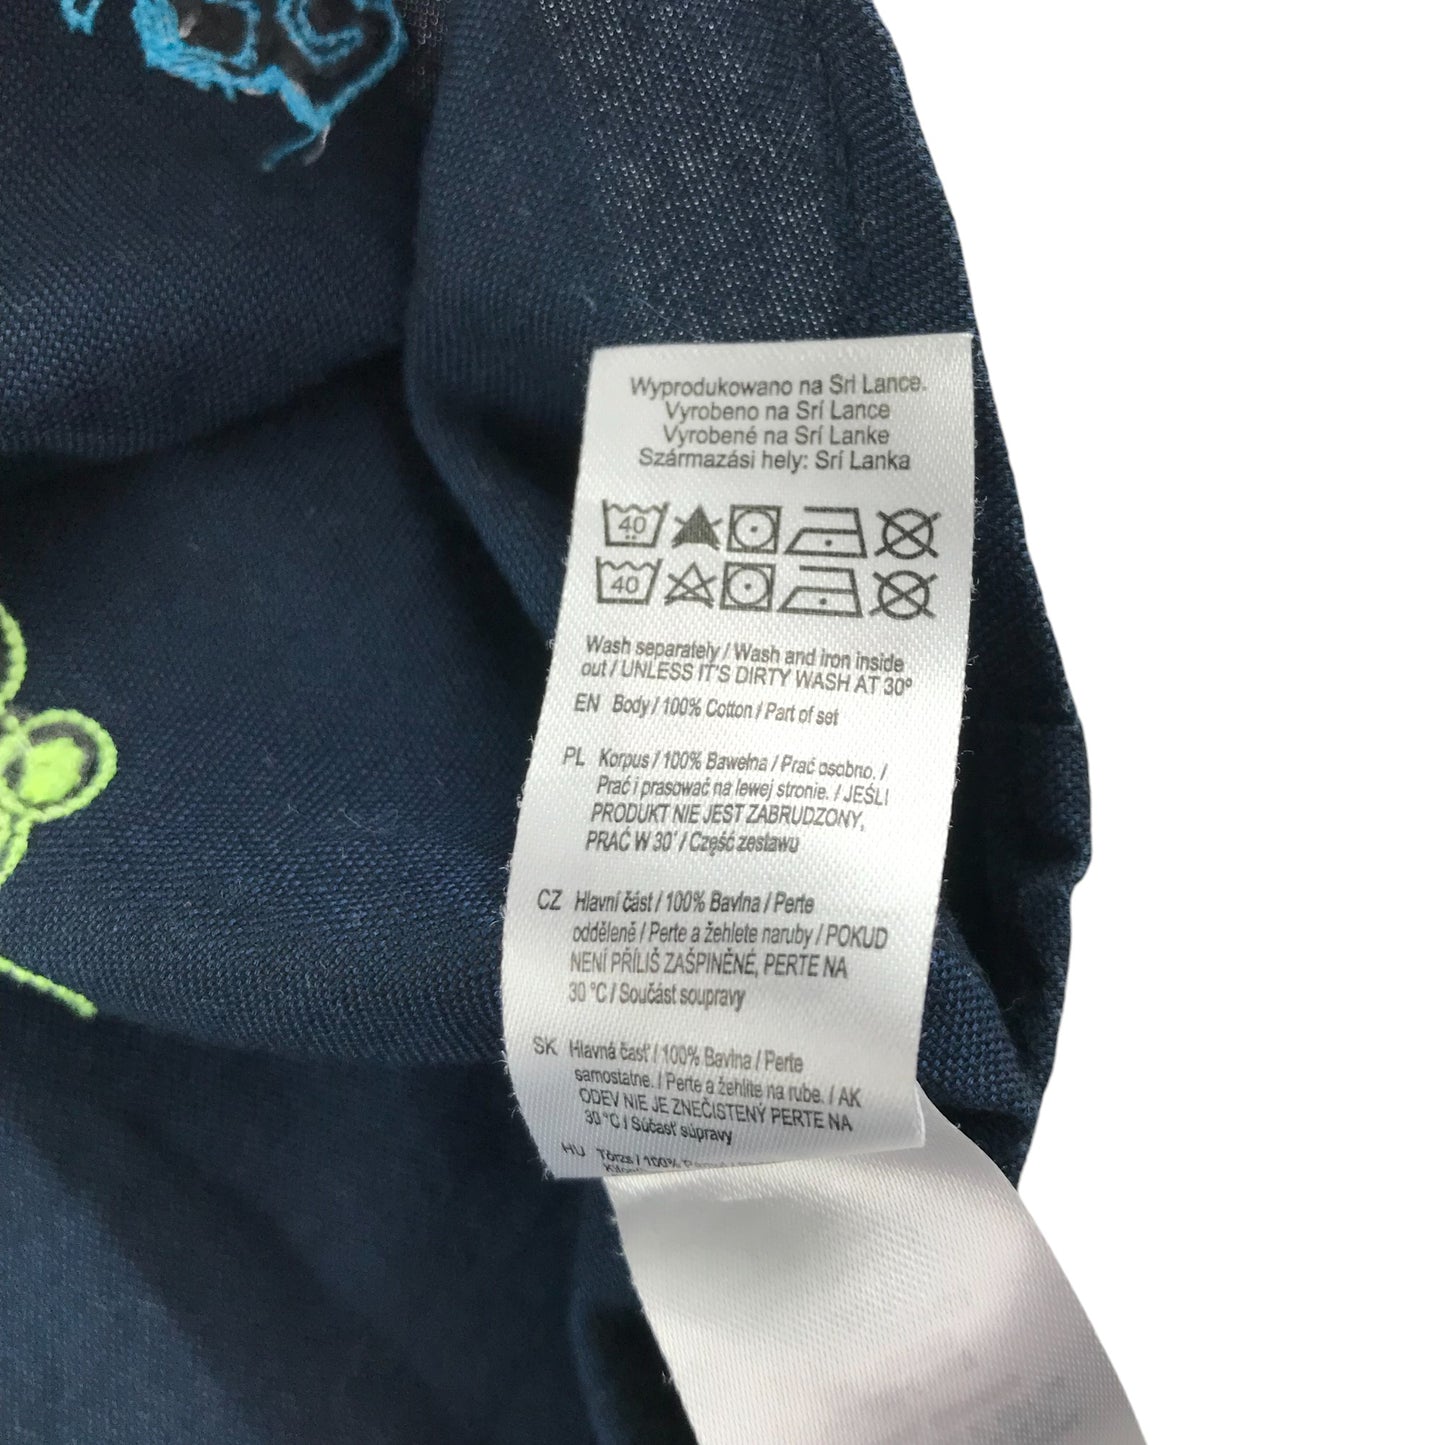 Wyprodukowano na Sri Lance.
Vyrobeno na Srí Lance
Vyrobené na Srí Lanke
Származási hely: Srí Lanka
40
40
Wash separately / Wash and iron inside
out / UNLESS IT'S DIRTY WASH AT 30º
EN Body / 100% Cotton / Part of set
PL Korpus / 100% Bawełna / Prać osobno. /
Prać i prasować na lewej stronie. / JEŚLI
PRODUKT NIE JEST ZABRUDZONY,
PRAĆ W 30˚ / Część zestawu
CZ Hlavní část / 100% Bavlna / Perte
odděleně / Perte a žehlete naruby / POKUD
NENÍ PŘÍLIŠ ZAŠPINĚNÉ, PERTE NA
30 °C / Součást soupravy
SK Hlavná časť / 100% Bavlna / Perte
samostatne. / Perte a žehlite na rube. / AK
ODEV NIE JE ZNEČISTENÝ PERTE NA
30 °C / Súčasť súpravy
HU Törzs / 100%